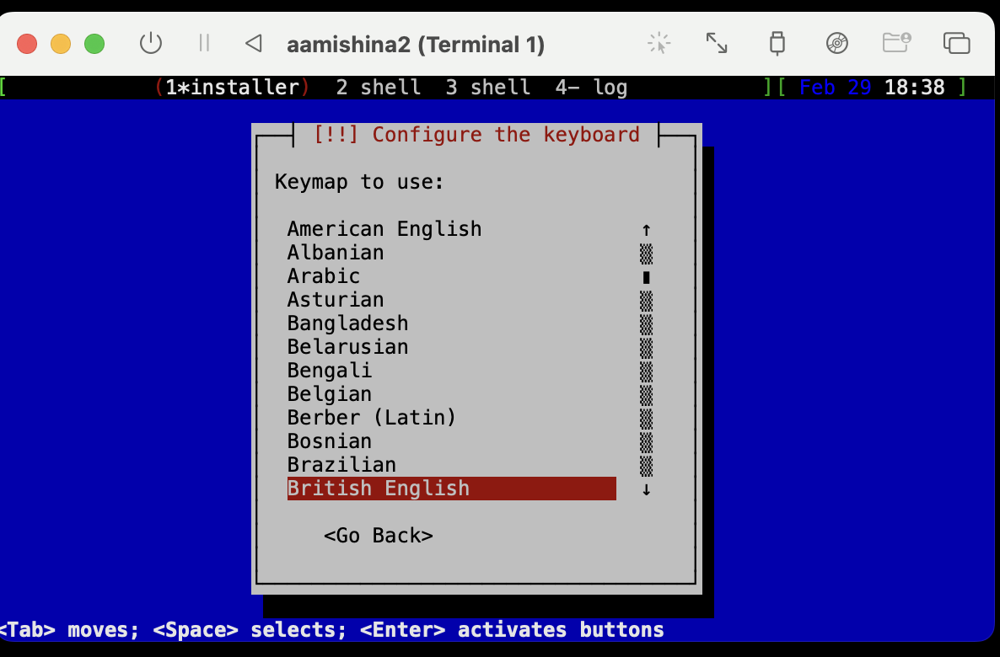 aamishina2 (Terminal 1)
[ (1*installer) 2 shell 3 shell 4- log ][ Feb 29 18:38 ]
[!!] Configure the keyboard
Keymap to use:
American English ↑
Albanian
Arabic
Asturian
Bangladesh
Belarusian
Bengali
Belgian
Berber (Latin)
Bosnian
Brazilian
British English ↓
<Go Back>
<Tab> moves; <Space> selects; <Enter> activates buttons